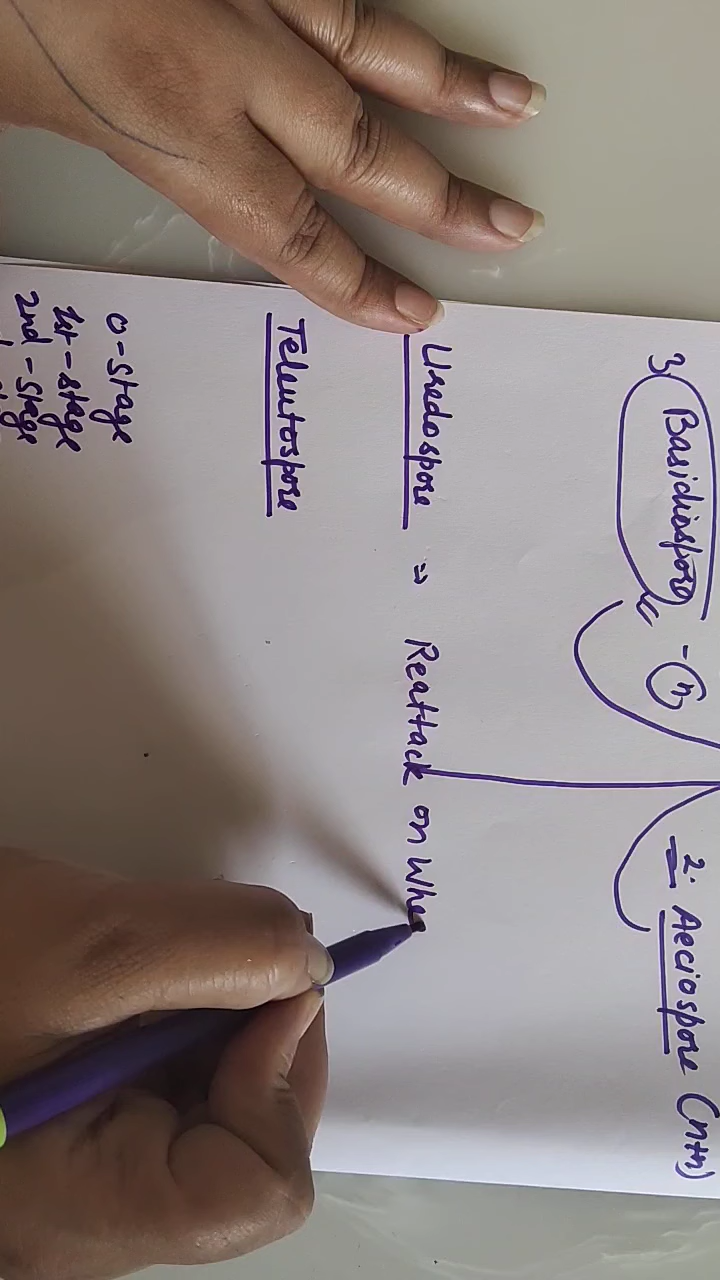 3) Basidiospore - (n)
2. Aeciospore (n+n)
Uredospore => Reattack on Whe
Teleutospore
0 - stage
1st - stage
2nd - stage